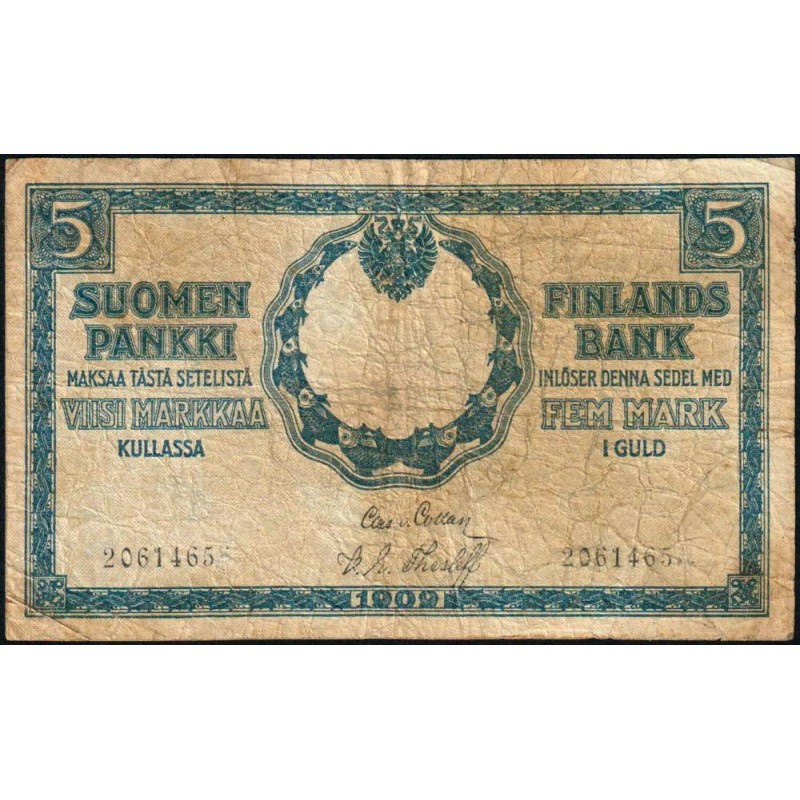 5 5
SUOMEN
PANKKI
MAKSAA TÄSTÄ SETELISTÄ
VIISI MARKKAA
KULLASSA
FINLANDS
BANK
INLÖSER DENNA SEDEL MED
FEM MARK
I GULD
Clas v. Collan
2061465 2061465
1909